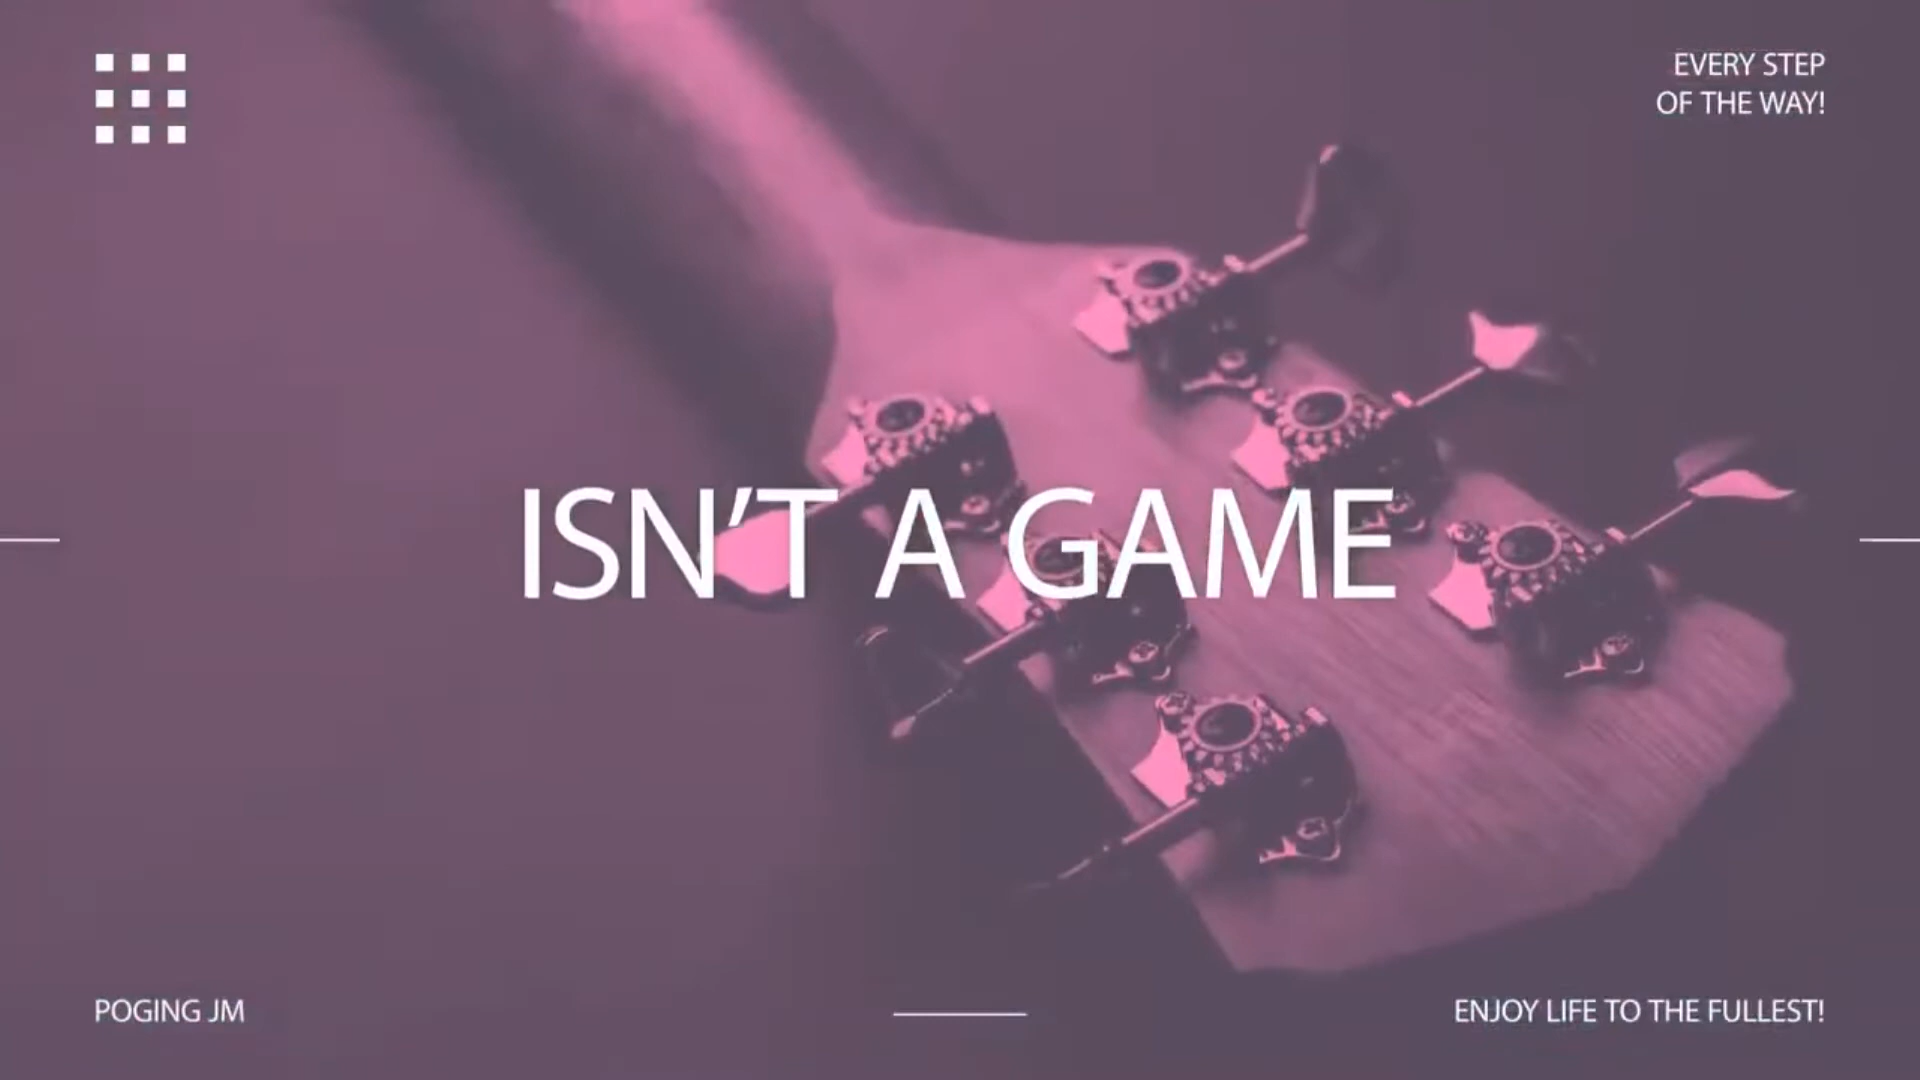 EVERY STEP
OF THE WAY!
ISN’T A GAME
POGING JM
ENJOY LIFE TO THE FULLEST!